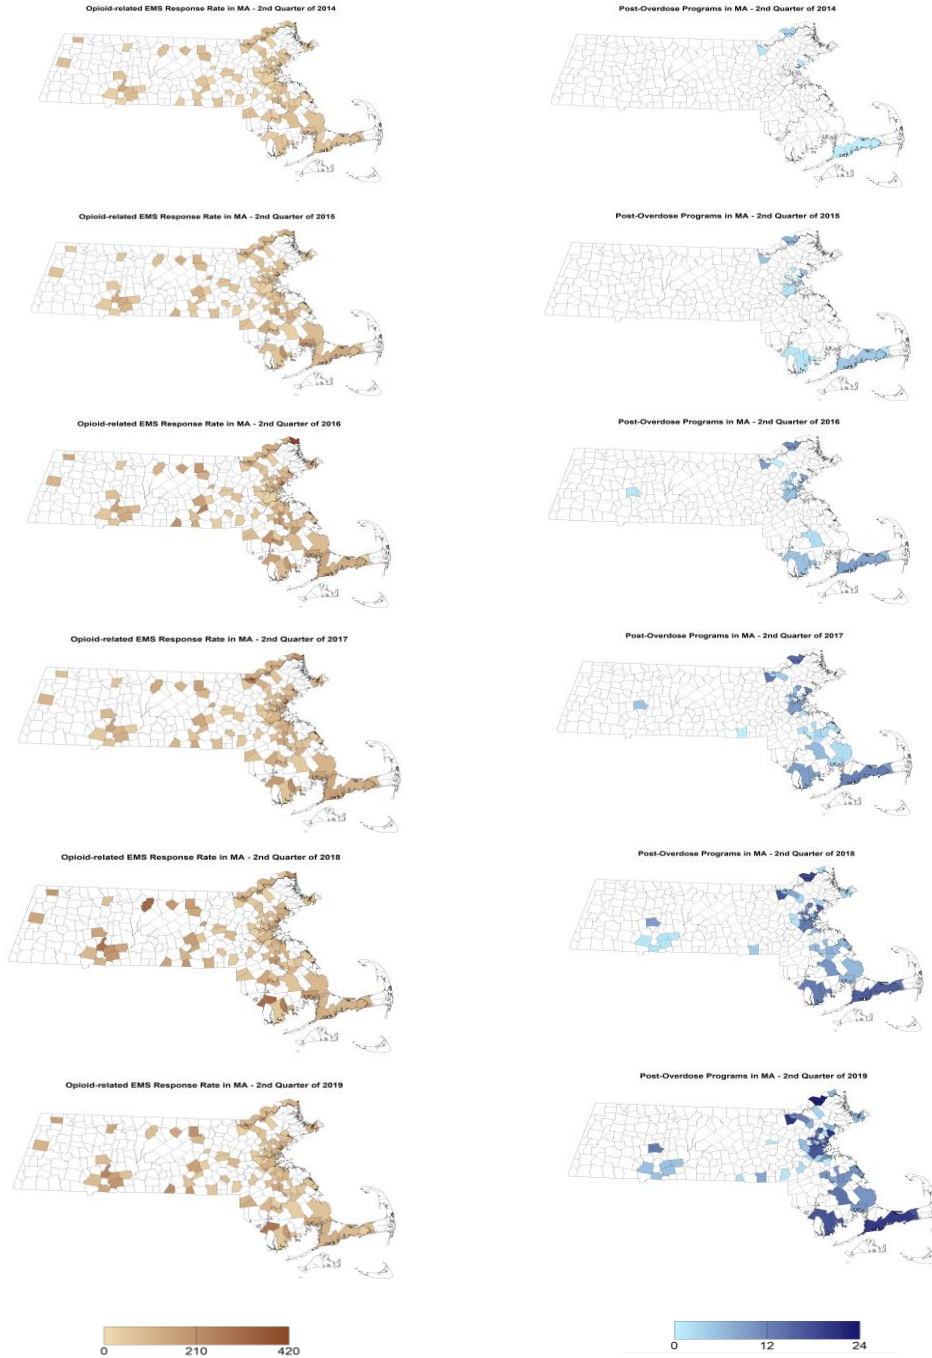 Opioid-related EMS Response Rate in MA - 2nd Quarter of 2014
Post-Overdose Programs in MA - 2nd Quarter of 2014
Opioid-related EMS Response Rate in MA - 2nd Quarter of 2015
Post-Overdose Programs in MA - 2nd Quarter of 2015
Opioid-related EMS Response Rate in MA - 2nd Quarter of 2016
Post-Overdose Programs in MA - 2nd Quarter of 2016
Opioid-related EMS Response Rate in MA - 2nd Quarter of 2017
Post-Overdose Programs in MA - 2nd Quarter of 2017
Opioid-related EMS Response Rate in MA - 2nd Quarter of 2018
Post-Overdose Programs in MA - 2nd Quarter of 2018
Opioid-related EMS Response Rate in MA - 2nd Quarter of 2019
Post-Overdose Programs in MA - 2nd Quarter of 2019
0 210 420
0 12 24